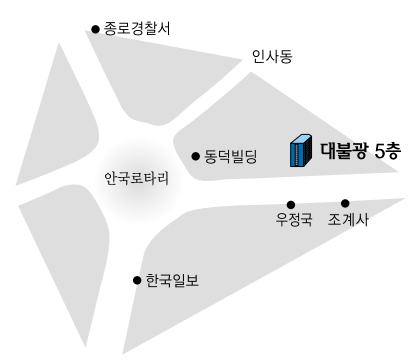 종로경찰서
인사동
대불광 5층
동덕빌딩
안국로타리
우정국
조계사
한국일보